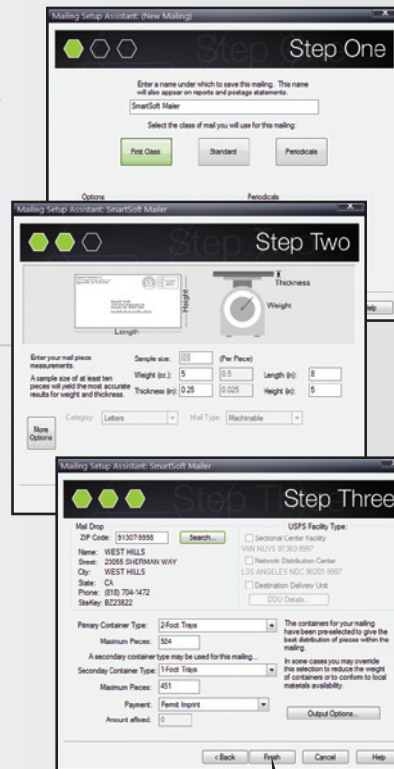 Mailing Setup Assistant: (New Mailing)
Step One
Enter a name under which to save this mailing. This name
will also appear on reports and postage statements.
SmartSoft Mailer
Select the class of mail you will use for this mailing:
First Class
Standard
Periodicals
Options
Periodicals
Help
Mailing Setup Assistant: SmartSoft Mailer
Step Two
Length
Height
Thickness
Weight
Enter your mail piece
measurements.
A sample size of at least ten
pieces will yield the most accurate
results for weight and thickness.
Sample size:
(Per Piece)
Weight (oz.): 5 0.5 Length (in): 8
Thickness (in): 0.25 0.025 Height (in): 5
More
Options
Category: Letters Mail Type: Machinable
Mailing Setup Assistant: SmartSoft Mailer
Step Three
Mail Drop
ZIP Code: 91307-9998 Search...
Name: WEST HILLS
Street: 23055 SHERMAN WAY
City: WEST HILLS
State: CA
Phone: (818) 704-1472
SiteKey: BZ23822
USPS Facility Type:
Sectional Center Facility
VAN NUYS 91383-9997
Network Distribution Center
LOS ANGELES NDC 90201-9997
Destination Delivery Unit
DDU Details...
Primary Container Type: 2-Foot Trays
Maximum Pieces: 924
A secondary container type may be used for this mailing...
Secondary Container Type: 1-Foot Trays
Maximum Pieces: 451
Payment: Permit Imprint
Amount affixed: 0
The containers for your mailing
have been pre-selected to give the
best distribution of pieces within the
mailing.
In some cases you may override
this selection to reduce the weight
of containers or to conform to local
materials availability.
Output Options...
< Back Finish Cancel Help